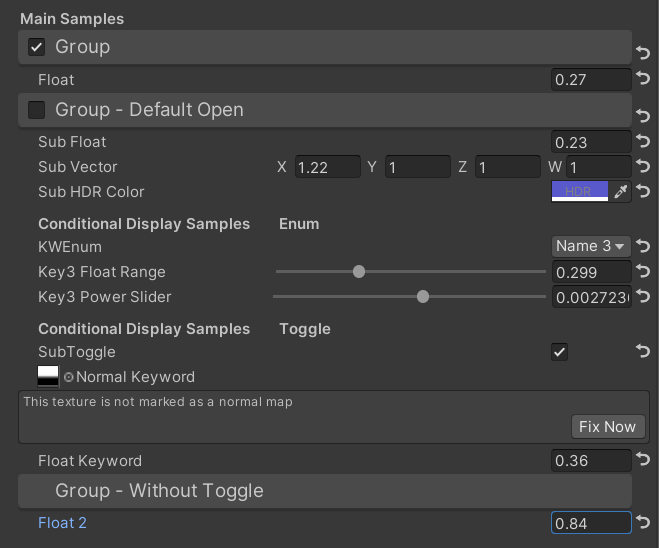 Main Samples
Group
Float 0.27
Group - Default Open
Sub Float 0.23
Sub Vector X 1.22 Y 1 Z 1 W 1
Sub HDR Color HDR
Conditional Display Samples Enum
KWEnum Name 3
Key3 Float Range 0.299
Key3 Power Slider 0.002723
Conditional Display Samples Toggle
SubToggle
Normal Keyword
This texture is not marked as a normal map
Fix Now
Float Keyword 0.36
Group - Without Toggle
Float 2 0.84